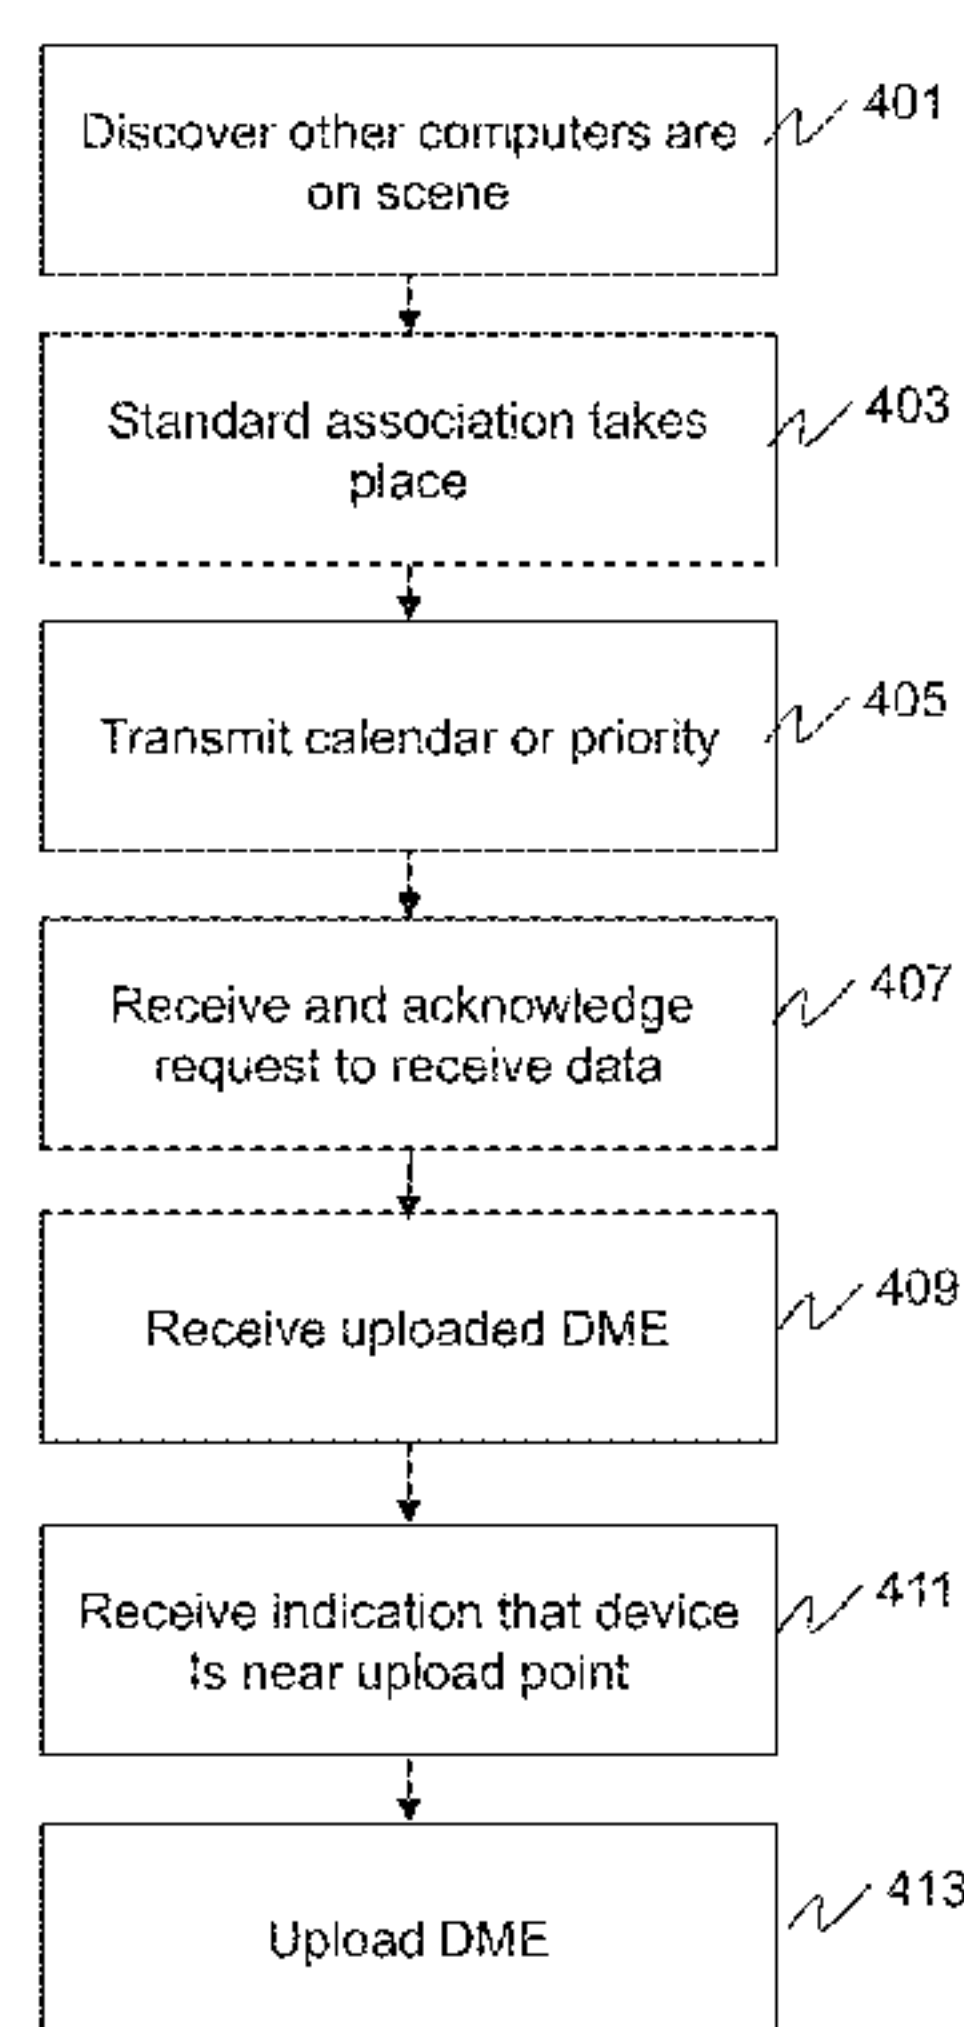 Discover other computers are
on scene
401
Standard association takes
place
403
Transmit calendar or priority
405
Receive and acknowledge
request to receive data
407
Receive uploaded DME
409
Receive indication that device
Is near upload point
411
Upload DME
413